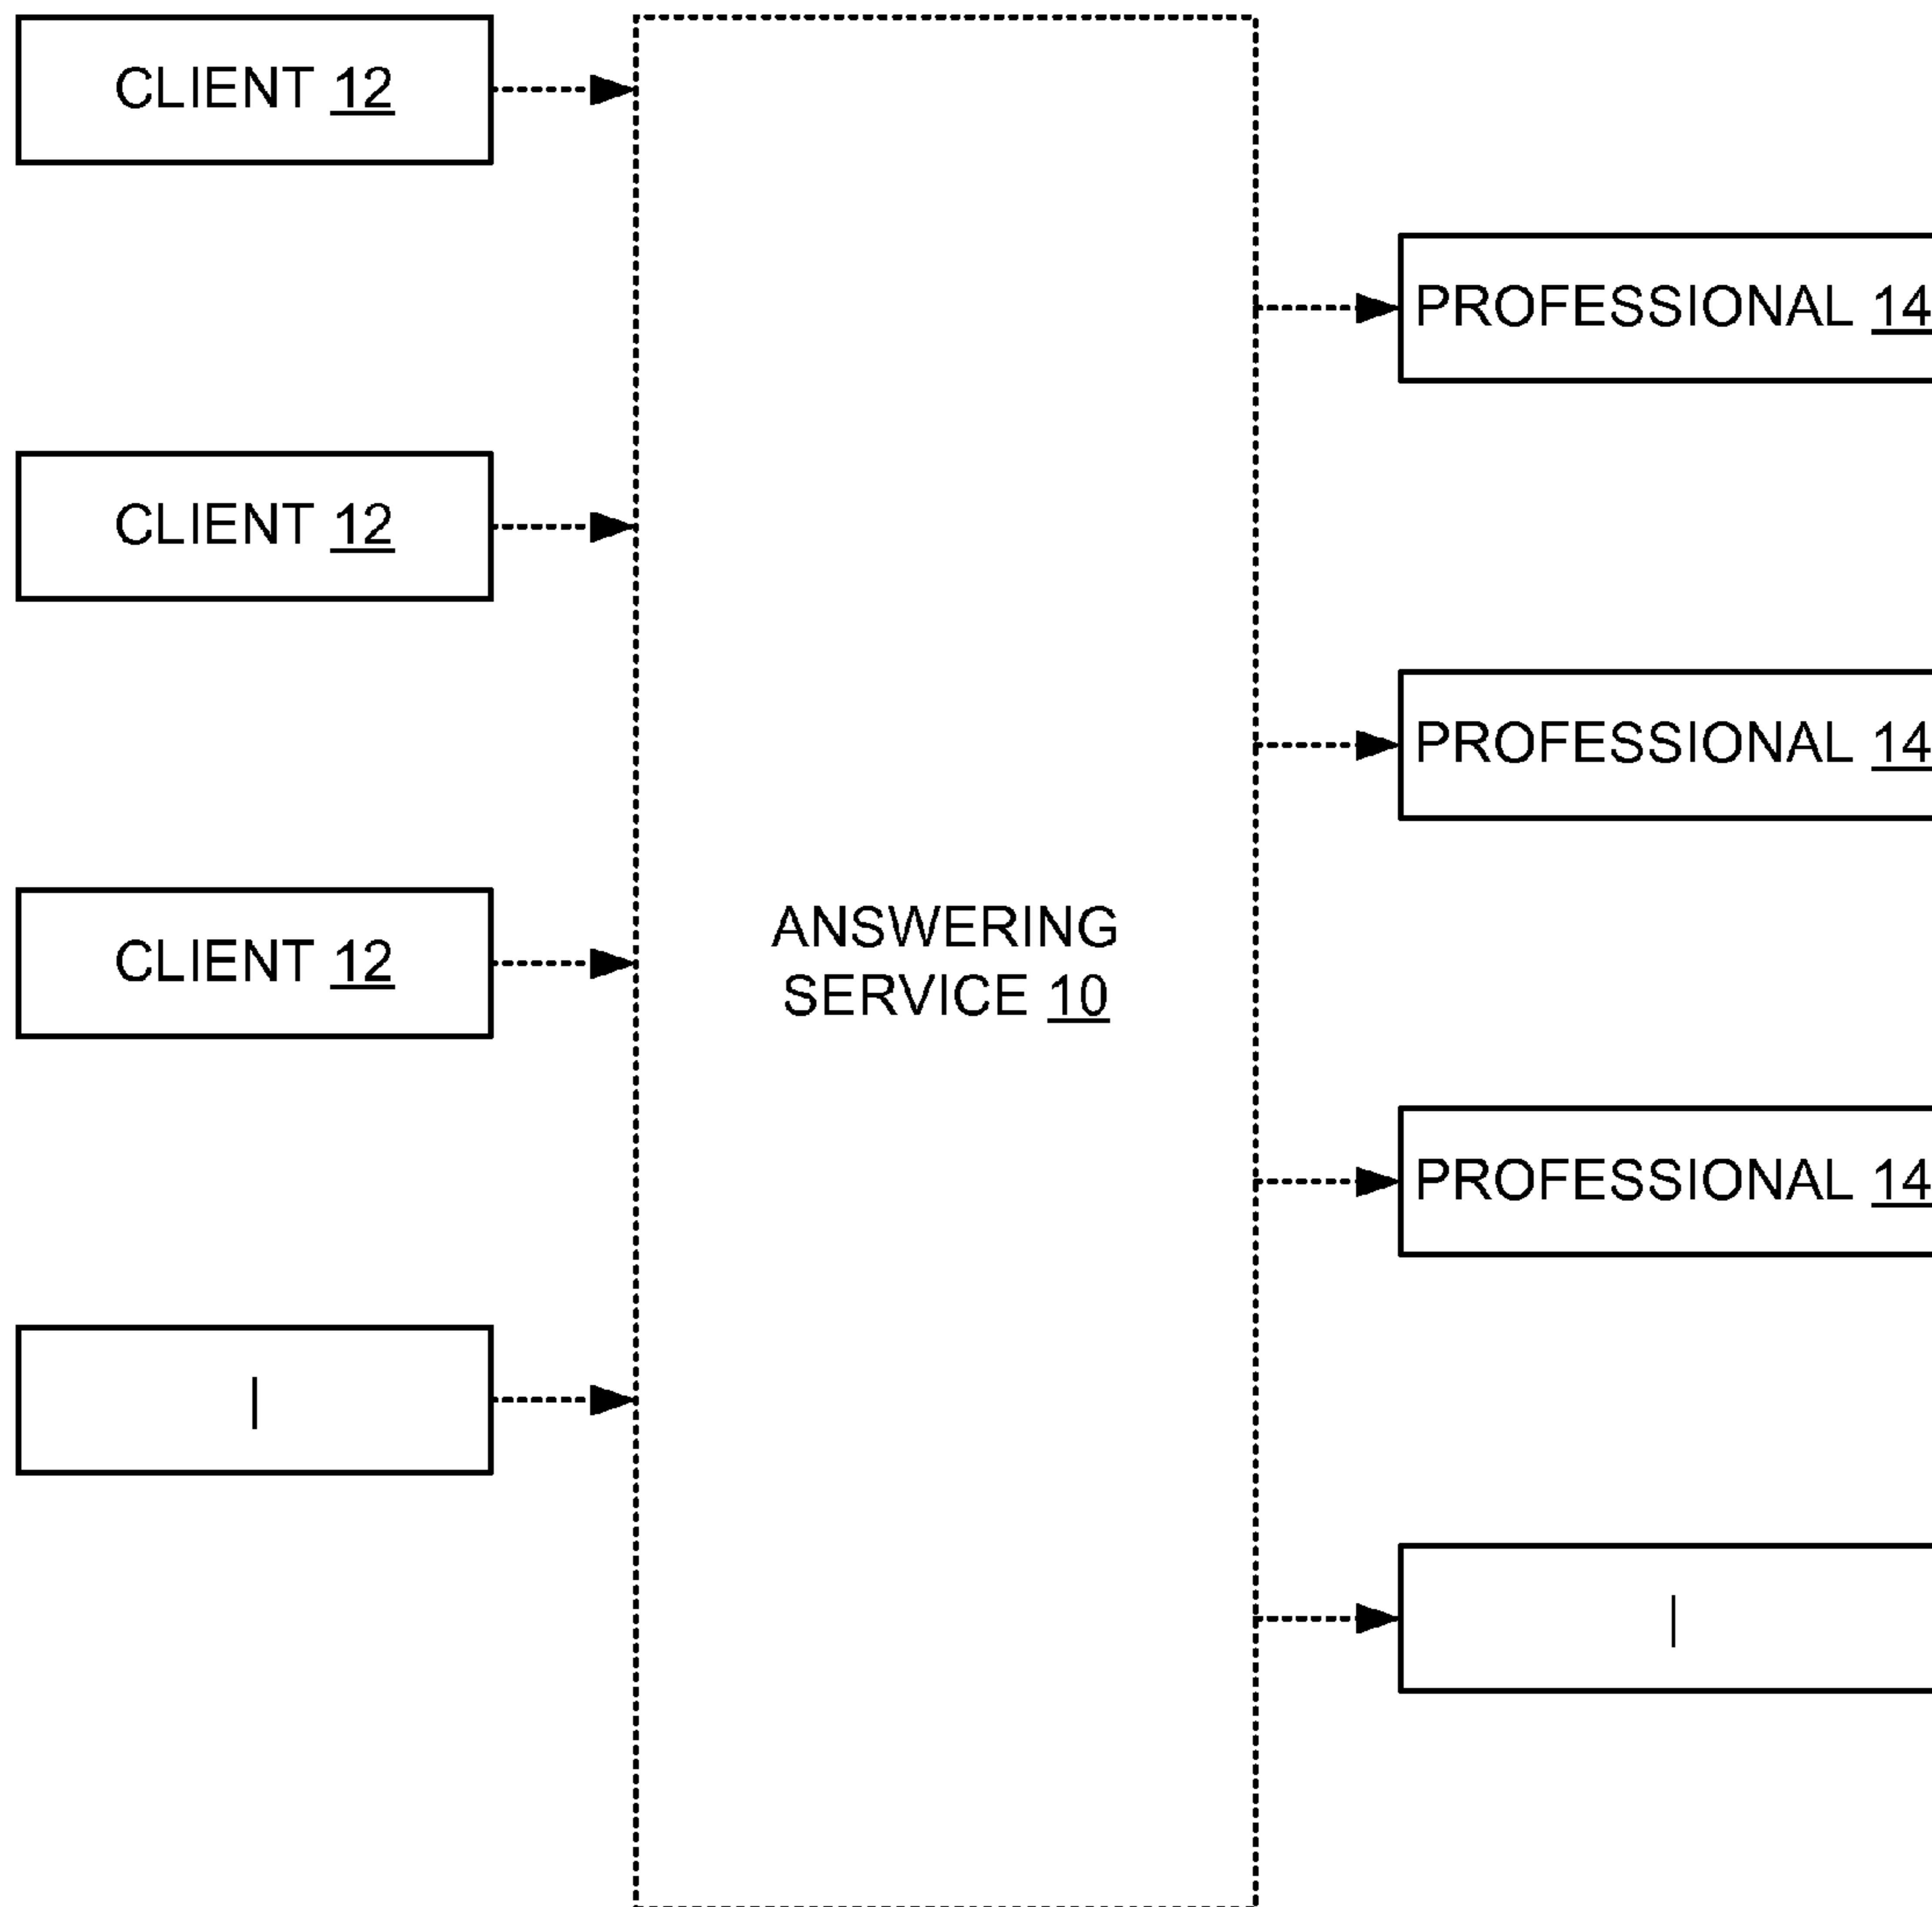 CLIENT 12
CLIENT 12
CLIENT 12
|
ANSWERING
SERVICE 10
PROFESSIONAL 14
PROFESSIONAL 14
PROFESSIONAL 14
|